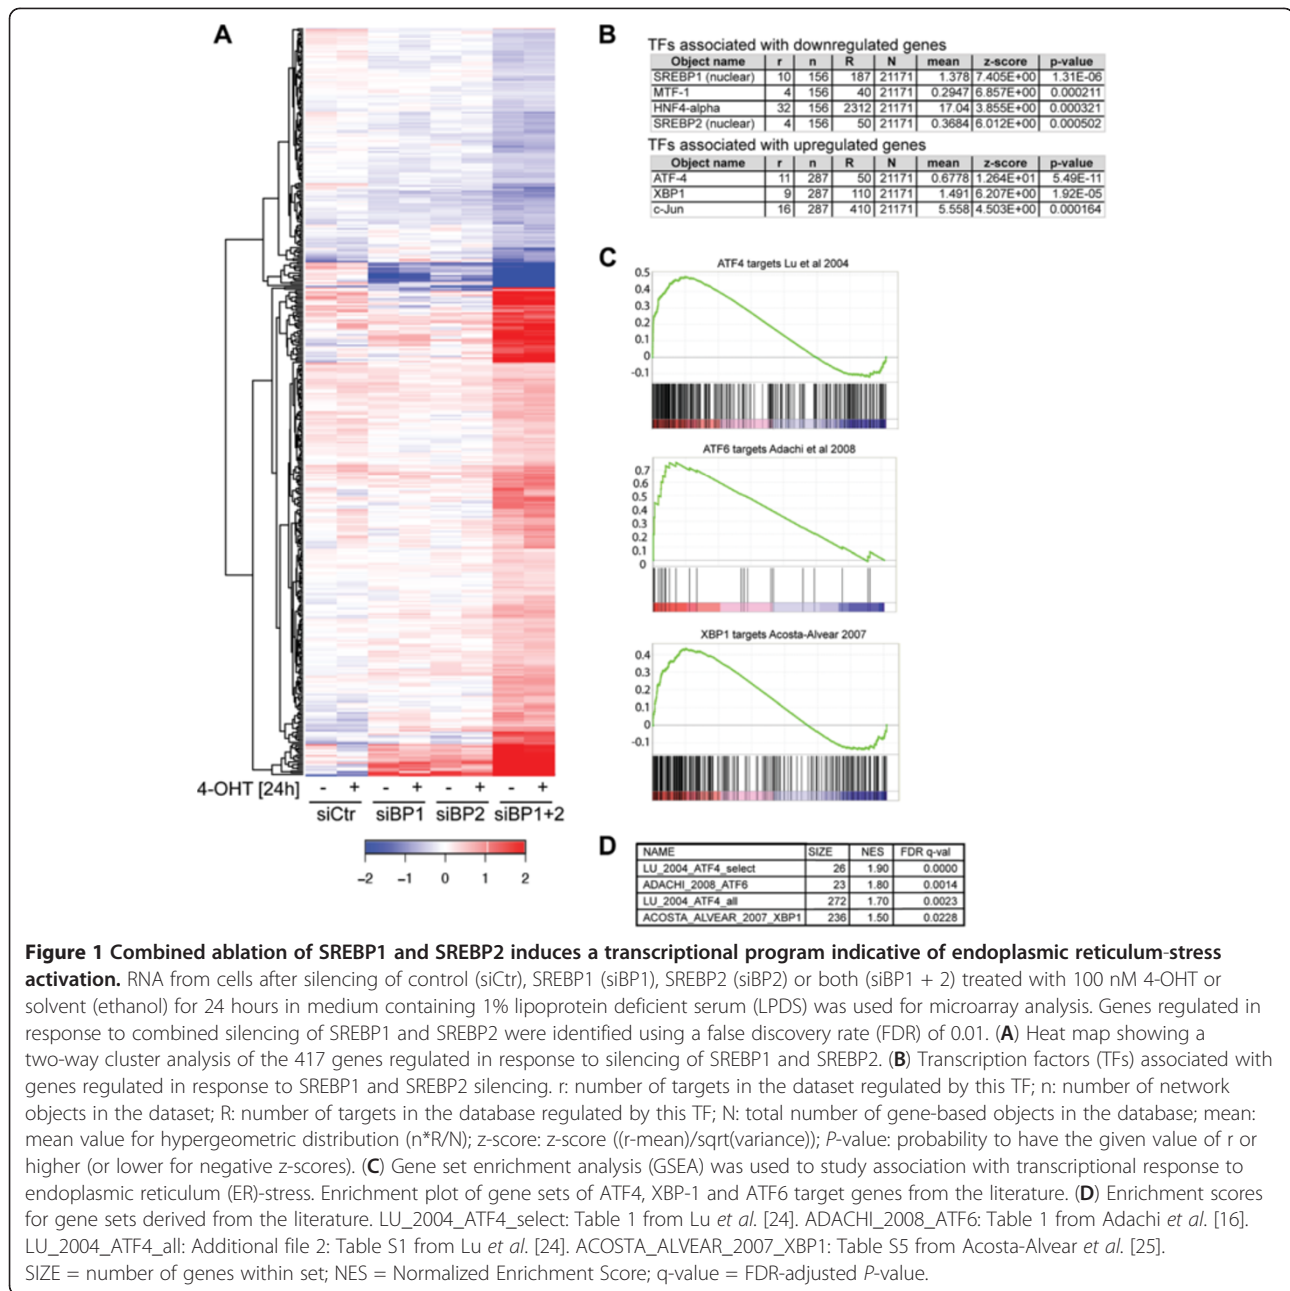 A
4-OHT [24h]
- + - + - + - +
siCtr siBP1 siBP2 siBP1+2
−2 −1 0 1 2
B
TFs associated with downregulated genes
Object name r n R N mean z-score p-value
SREBP1 (nuclear) 10 156 187 21171 1.378 7.405E+00 1.31E-06
MTF-1 4 156 40 21171 0.2947 6.857E+00 0.000211
HNF4-alpha 32 156 2312 21171 17.04 3.855E+00 0.000321
SREBP2 (nuclear) 4 156 50 21171 0.3684 6.012E+00 0.000502
TFs associated with upregulated genes
Object name r n R N mean z-score p-value
ATF-4 11 287 50 21171 0.6778 1.264E+01 5.49E-11
XBP1 9 287 110 21171 1.491 6.207E+00 1.92E-05
c-Jun 16 287 410 21171 5.558 4.503E+00 0.000164
C
ATF4 targets Lu et al 2004
0.5
0.4
0.3
0.2
0.1
0
-0.1
ATF6 targets Adachi et al 2008
0.7
0.6
0.5
0.4
0.3
0.2
0.1
0
XBP1 targets Acosta-Alvear 2007
0.4
0.3
0.2
0.1
0
-0.1
D
NAME SIZE NES FDR q-val
LU_2004_ATF4_select 26 1.90 0.0000
ADACHI_2008_ATF6 23 1.80 0.0014
LU_2004_ATF4_all 272 1.70 0.0023
ACOSTA_ALVEAR_2007_XBP1 236 1.50 0.0228
Figure 1 Combined ablation of SREBP1 and SREBP2 induces a transcriptional program indicative of endoplasmic reticulum-stress
activation. RNA from cells after silencing of control (siCtr), SREBP1 (siBP1), SREBP2 (siBP2) or both (siBP1 + 2) treated with 100 nM 4-OHT or
solvent (ethanol) for 24 hours in medium containing 1% lipoprotein deficient serum (LPDS) was used for microarray analysis. Genes regulated in
response to combined silencing of SREBP1 and SREBP2 were identified using a false discovery rate (FDR) of 0.01. (A) Heat map showing a
two-way cluster analysis of the 417 genes regulated in response to silencing of SREBP1 and SREBP2. (B) Transcription factors (TFs) associated with
genes regulated in response to SREBP1 and SREBP2 silencing. r: number of targets in the dataset regulated by this TF; n: number of network
objects in the dataset; R: number of targets in the database regulated by this TF; N: total number of gene-based objects in the database; mean:
mean value for hypergeometric distribution (n*R/N); z-score: z-score ((r-mean)/sqrt(variance)); P-value: probability to have the given value of r or
higher (or lower for negative z-scores). (C) Gene set enrichment analysis (GSEA) was used to study association with transcriptional response to
endoplasmic reticulum (ER)-stress. Enrichment plot of gene sets of ATF4, XBP-1 and ATF6 target genes from the literature. (D) Enrichment scores
for gene sets derived from the literature. LU_2004_ATF4_select: Table 1 from Lu et al. [24]. ADACHI_2008_ATF6: Table 1 from Adachi et al. [16].
LU_2004_ATF4_all: Additional file 2: Table S1 from Lu et al. [24]. ACOSTA_ALVEAR_2007_XBP1: Table S5 from Acosta-Alvear et al. [25].
SIZE = number of genes within set; NES = Normalized Enrichment Score; q-value = FDR-adjusted P-value.